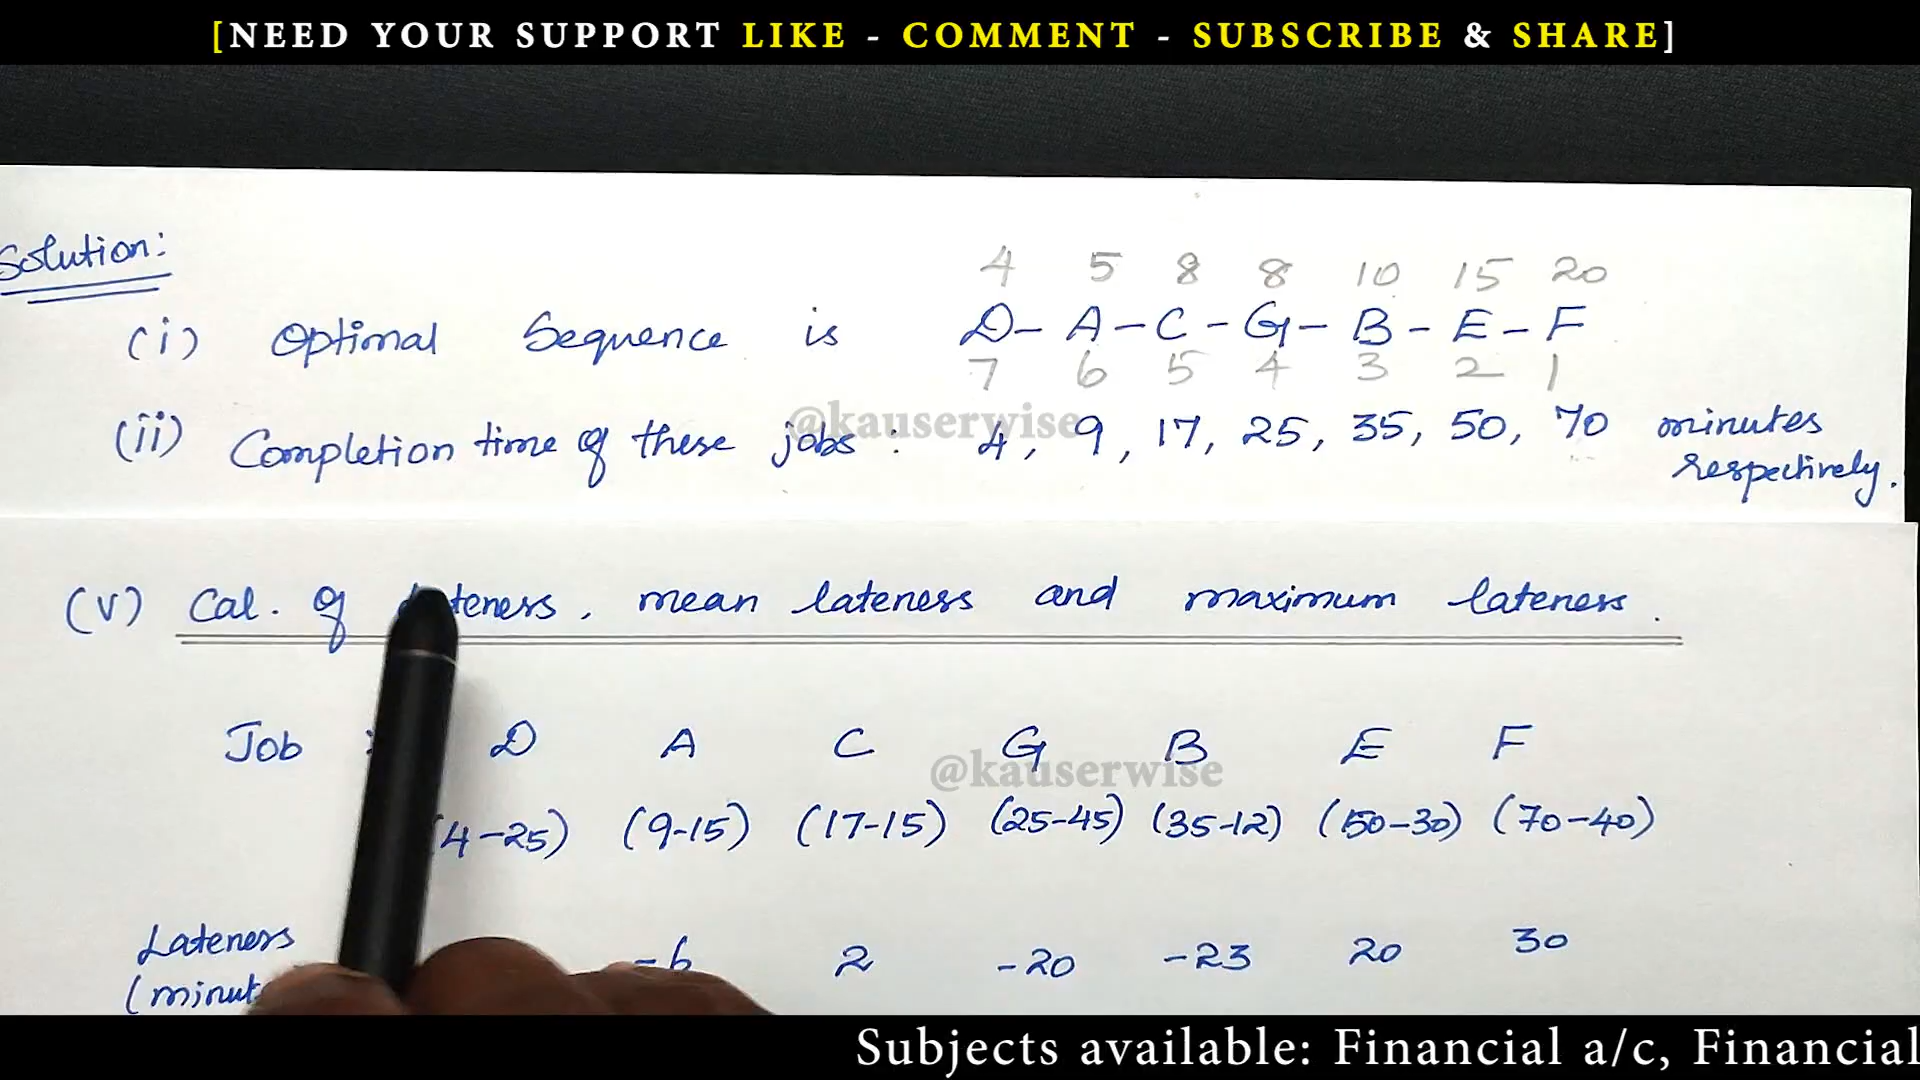 [NEED YOUR SUPPORT LIKE - COMMENT - SUBSCRIBE & SHARE]
Solution:
4 5 8 8 10 15 20
(i) Optimal Sequence is D - A - C - G - B - E - F
7 6 5 4 3 2 1
@kauserwise
(ii) Completion time of these jobs : 4, 9, 17, 25, 35, 50, 70 minutes
respectively.
(V) Cal. of lateness, mean lateness and maximum lateness.
Job : D A C G B E F
@kauserwise
(4-25) (9-15) (17-15) (25-45) (35-12) (50-30) (70-40)
Lateness -6 2 -20 -23 20 30
(minut
Subjects available: Financial a/c, Financial